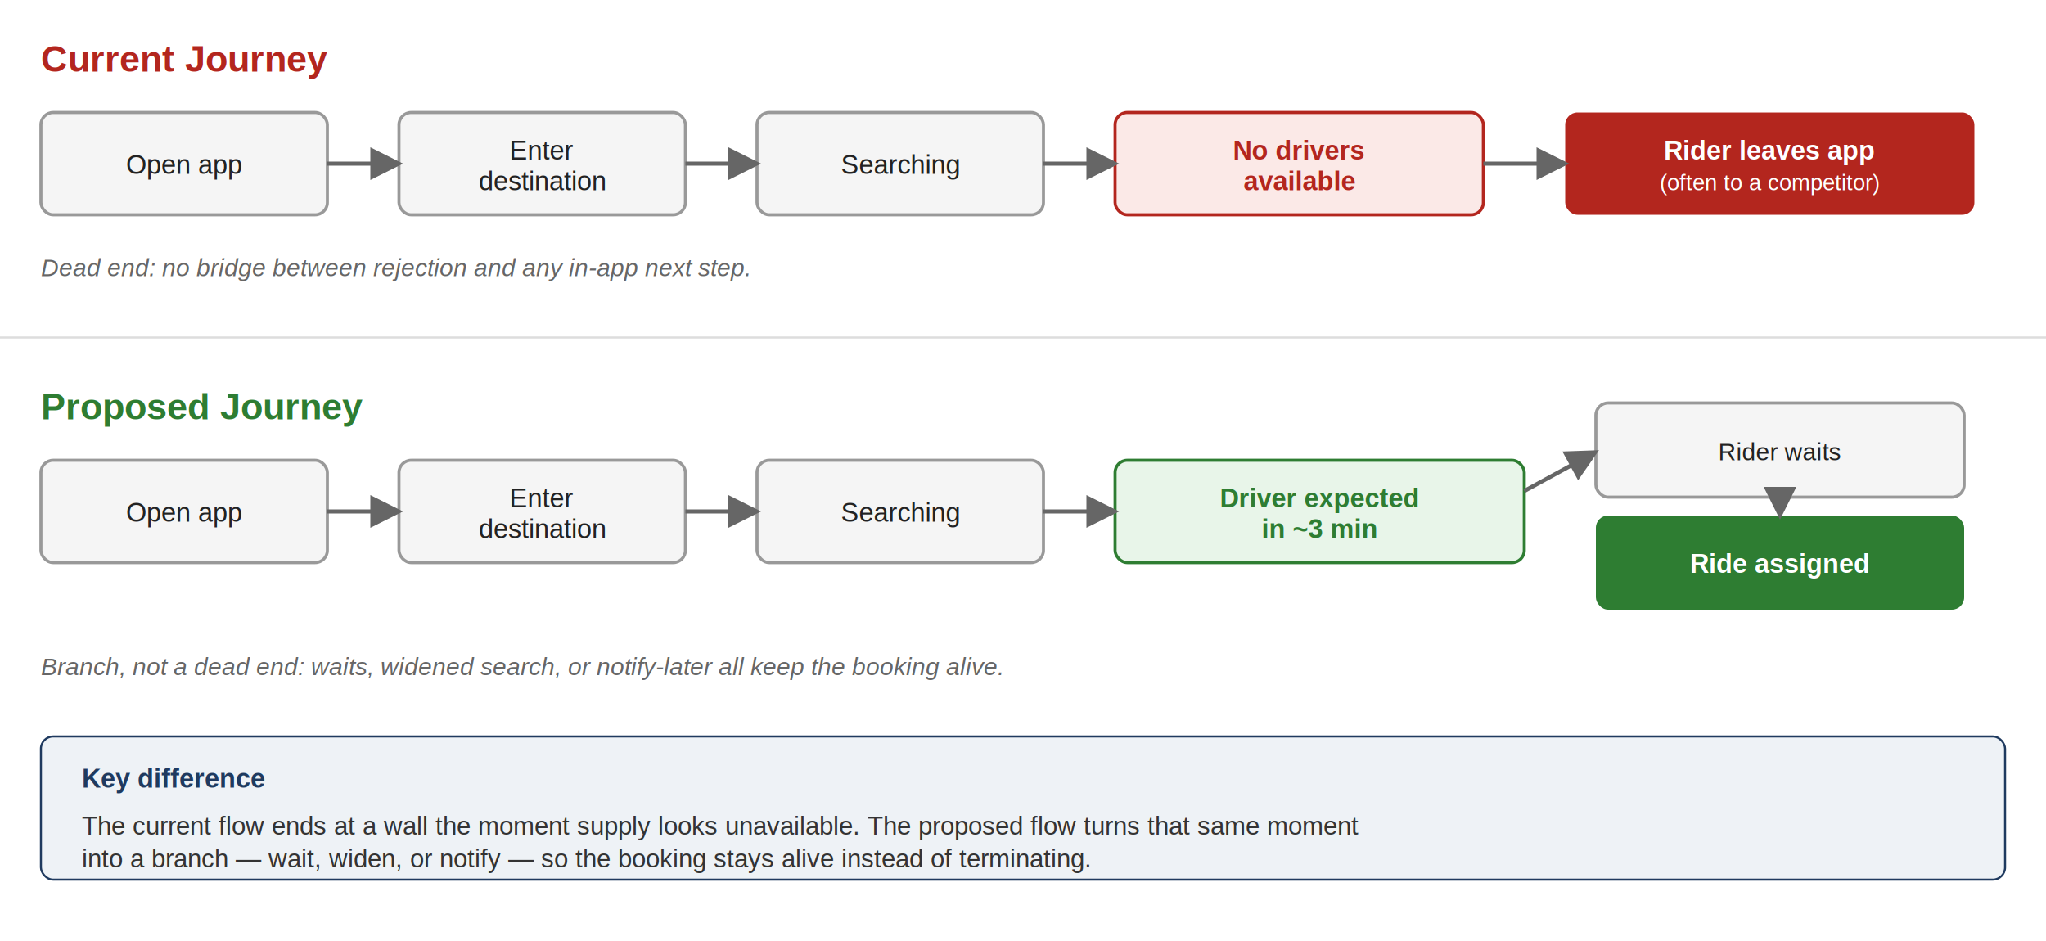 Current Journey
Open app
Enter
destination
Searching
No drivers
available
Rider leaves app
(often to a competitor)
Dead end: no bridge between rejection and any in-app next step.
Proposed Journey
Open app
Enter
destination
Searching
Driver expected
in ~3 min
Rider waits
Ride assigned
Branch, not a dead end: waits, widened search, or notify-later all keep the booking alive.
Key difference
The current flow ends at a wall the moment supply looks unavailable. The proposed flow turns that same moment
into a branch — wait, widen, or notify — so the booking stays alive instead of terminating.